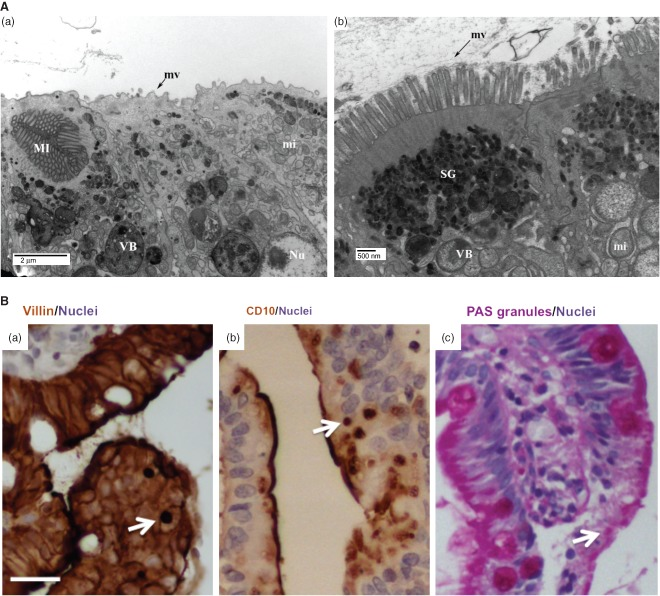 A
(a)
mv
MI
mi
VB
Nu
2 μm
(b)
mv
SG
VB
mi
500 nm
B
Villin/Nuclei
(a)
CD10/Nuclei
(b)
PAS granules/Nuclei
(c)